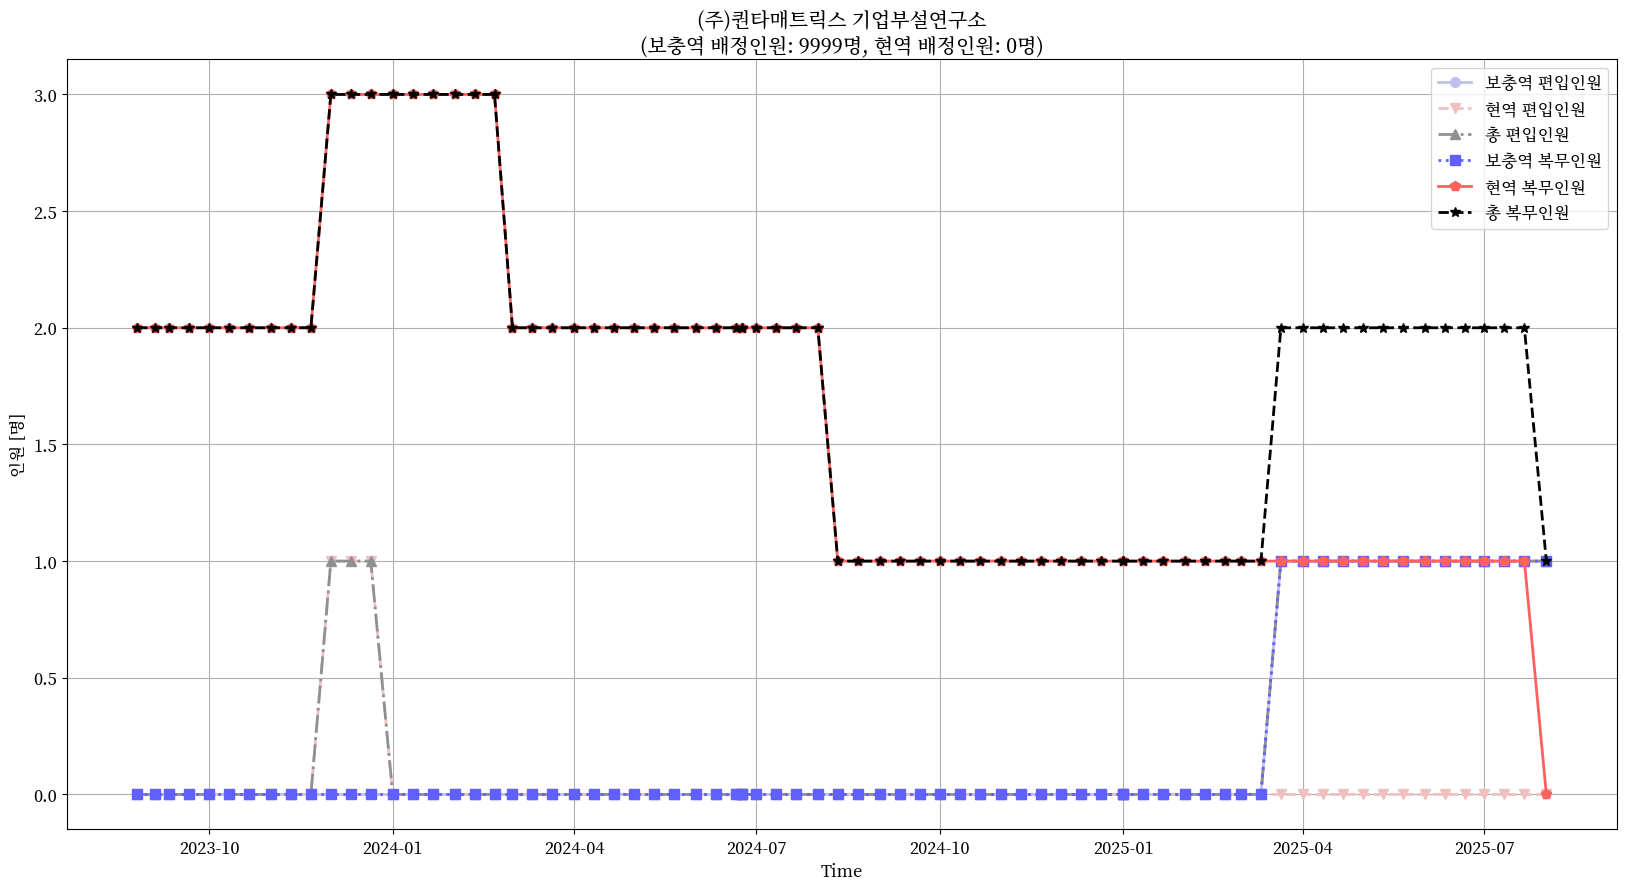 (주)퀀타매트릭스 기업부설연구소
(보충역 배정인원: 9999명, 현역 배정인원: 0명)
보충역 편입인원
현역 편입인원
총 편입인원
보충역 복무인원
현역 복무인원
총 복무인원
인원 [명]
3.0
2.5
2.0
1.5
1.0
0.5
0.0
2023-10
2024-01
2024-04
2024-07
2024-10
2025-01
2025-04
2025-07
Time